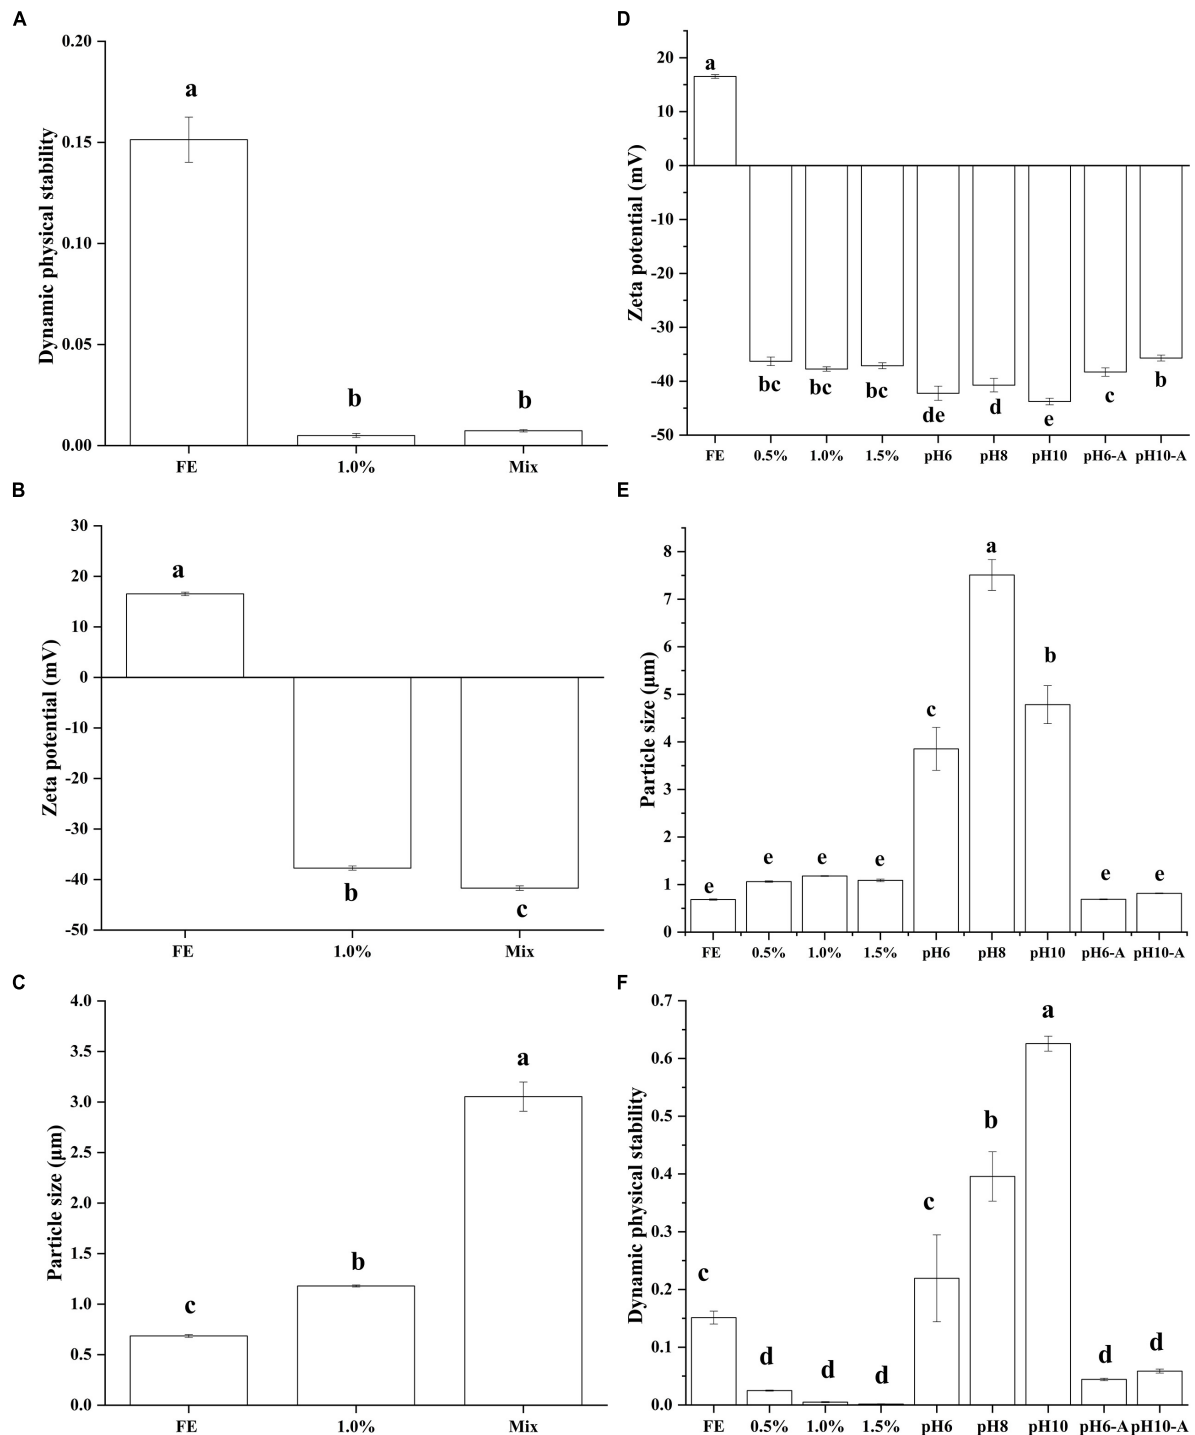 A
Dynamic physical stability
0.20
0.15
0.10
0.05
0.00
a
b
b
FE 1.0% Mix
B
Zeta potential (mV)
30
20
10
0
-10
-20
-30
-40
-50
a
b
c
FE 1.0% Mix
C
Particle size (μm)
4.0
3.5
3.0
2.5
2.0
1.5
1.0
0.5
0.0
c
b
a
FE 1.0% Mix
D
Zeta potential (mV)
20
10
0
-10
-20
-30
-40
-50
a
bc
bc
bc
de
d
e
c
b
FE 0.5% 1.0% 1.5% pH6 pH8 pH10 pH6-A pH10-A
E
Particle size (μm)
8
7
6
5
4
3
2
1
0
e
e
e
e
c
a
b
e
e
FE 0.5% 1.0% 1.5% pH6 pH8 pH10 pH6-A pH10-A
F
Dynamic physical stability
0.7
0.6
0.5
0.4
0.3
0.2
0.1
0.0
c
d
d
d
c
b
a
d
d
FE 0.5% 1.0% 1.5% pH6 pH8 pH10 pH6-A pH10-A